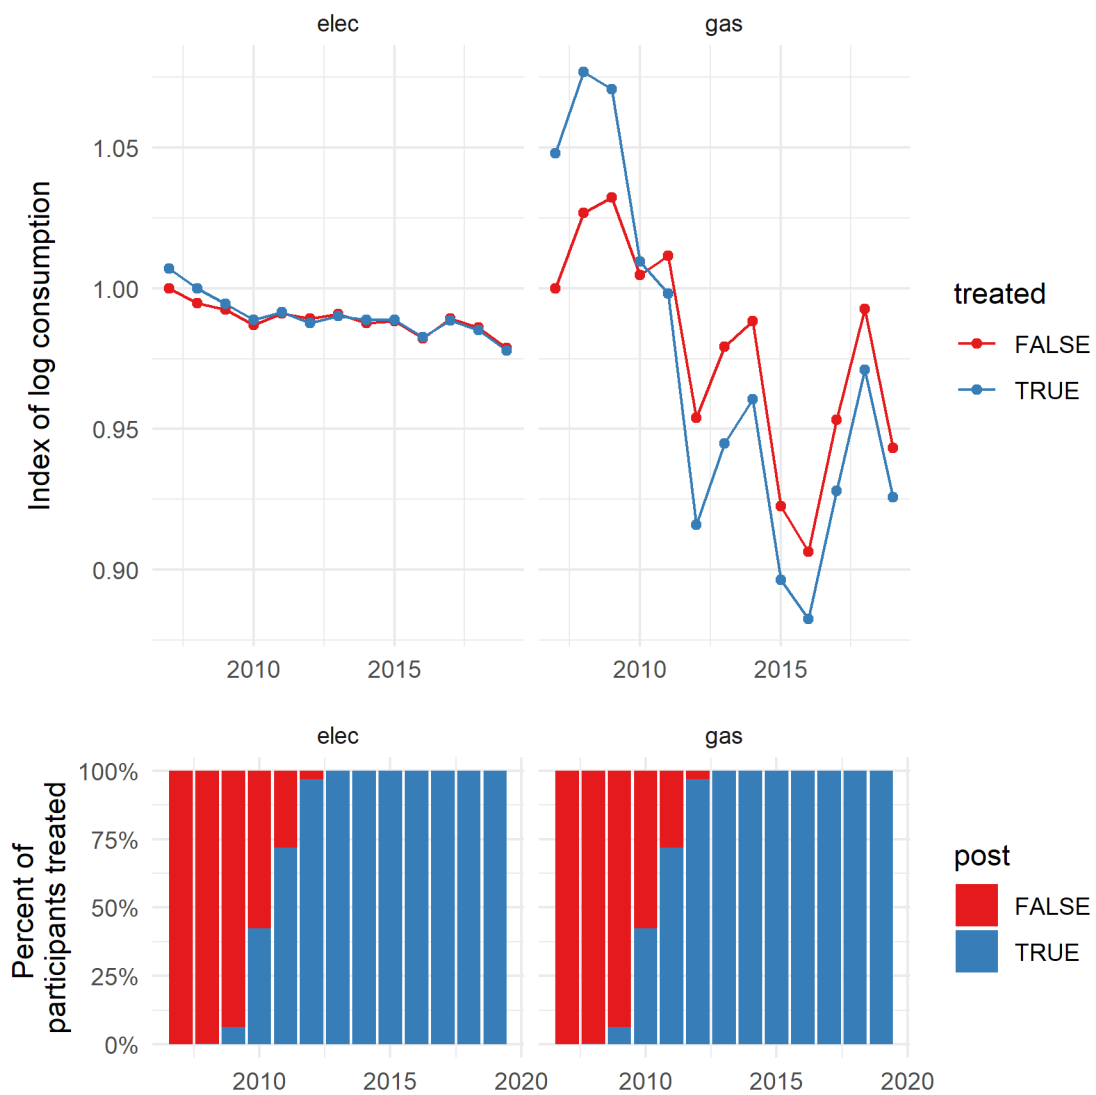 elec gas
Index of log consumption
1.05
1.00
0.95
0.90
2010 2015 2010 2015
treated
FALSE
TRUE
elec gas
Percent of
participants treated
100%
75%
50%
25%
0%
2010 2015 2020 2010 2015 2020
post
FALSE
TRUE